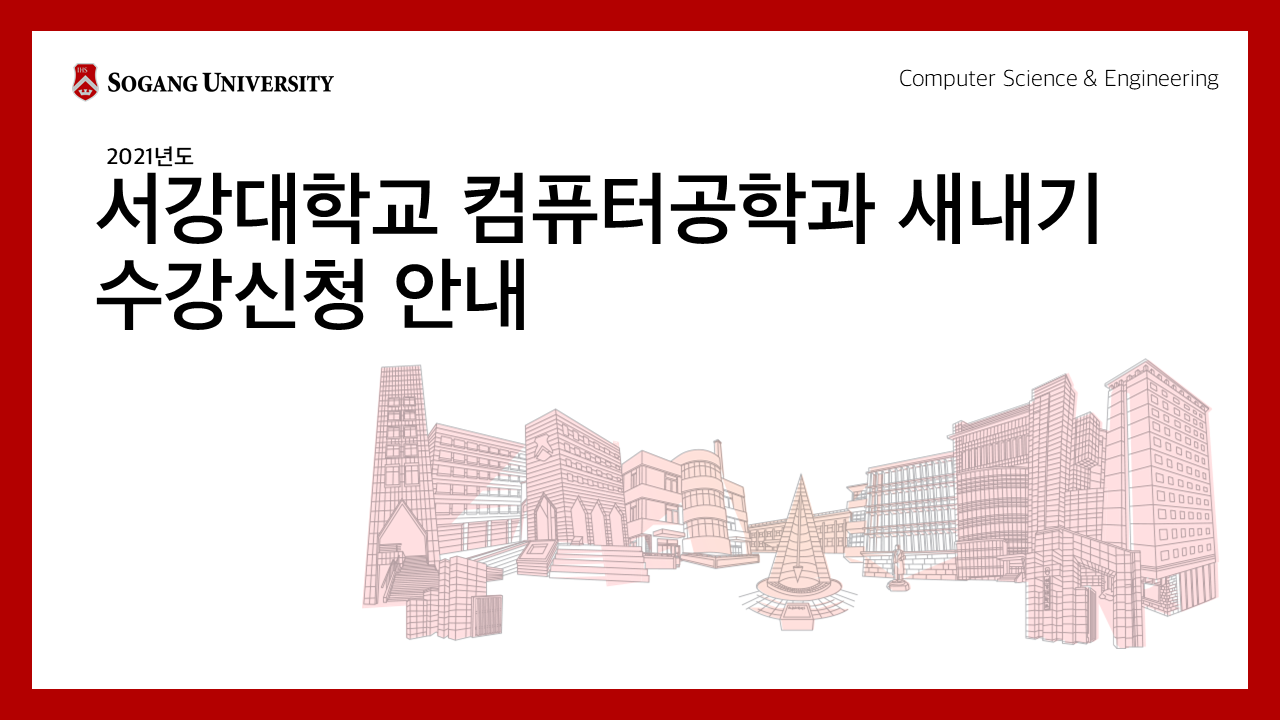 IHS
SOGANG UNIVERSITY
Computer Science & Engineering
2021년도
서강대학교 컴퓨터공학과 새내기
수강신청 안내